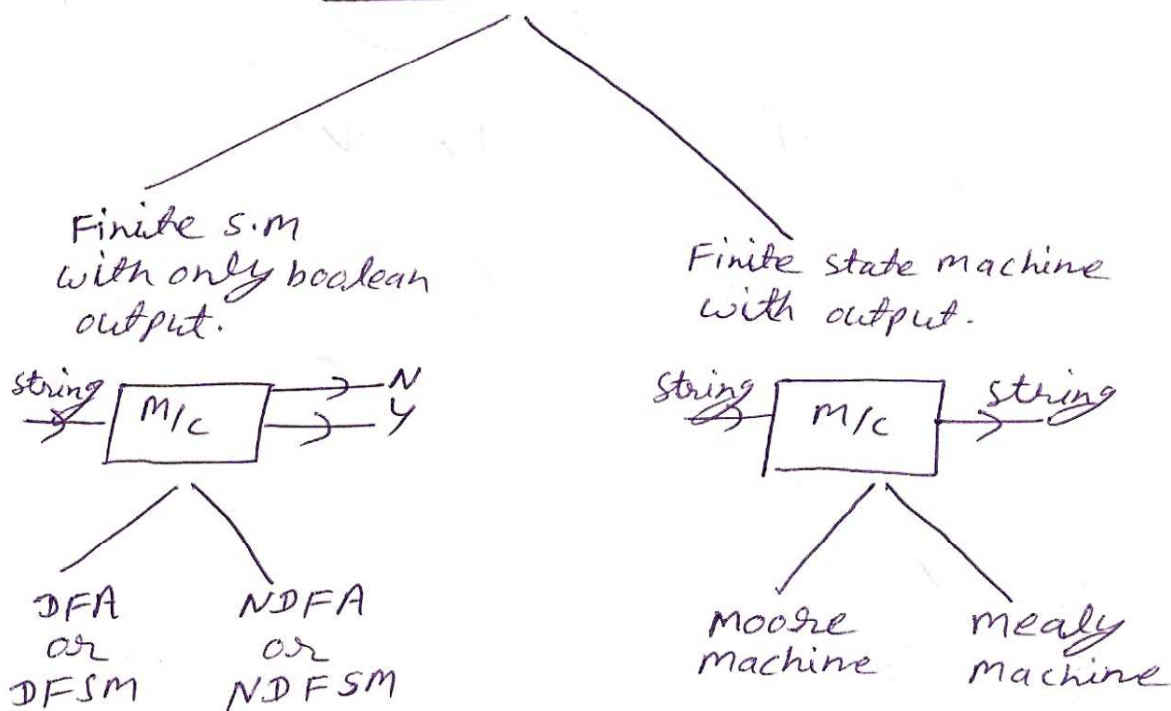 Finite S.M
with only boolean
output.
Finite state machine
with output.
string
M/c
N
Y
string
M/c
string
DFA
or
DFSM
NDFA
or
NDFSM
Moore
machine
mealy
machine